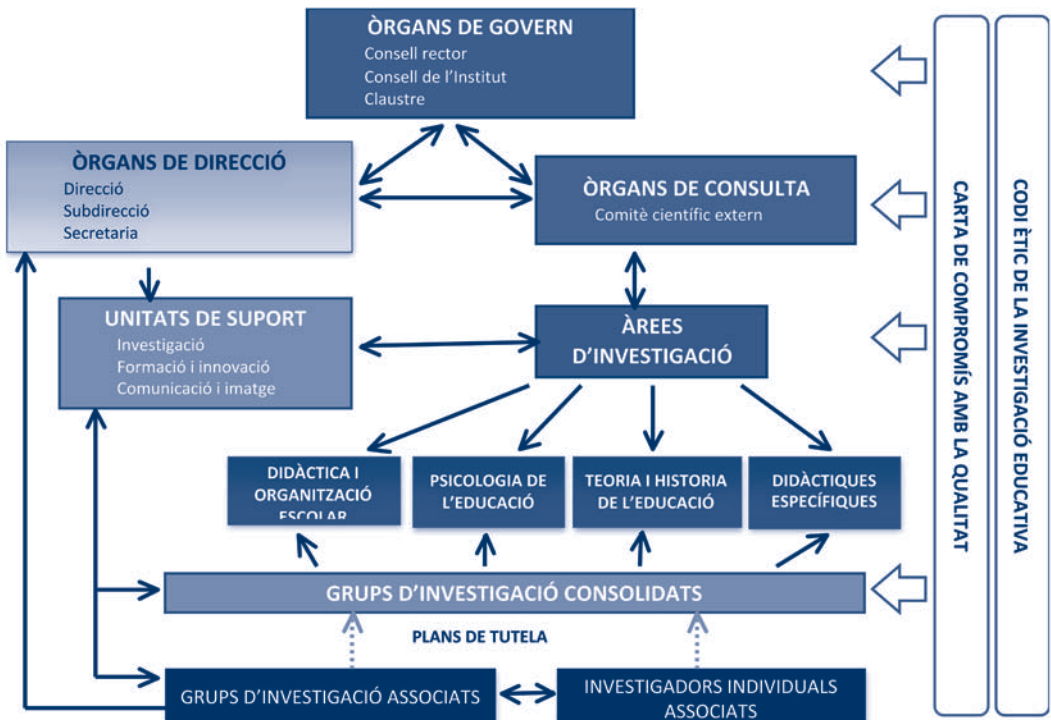 ÒRGANS DE GOVERN
Consell rector
Consell de l’Institut
Claustre
ÒRGANS DE DIRECCIÓ
Direcció
Subdirecció
Secretaria
ÒRGANS DE CONSULTA
Comitè científic extern
UNITATS DE SUPORT
Investigació
Formació i innovació
Comunicació i imatge
ÀREES
D’INVESTIGACIÓ
DIDÀCTICA I
ORGANITZACIÓ
ESCOLAR
PSICOLOGIA DE
L’EDUCACIÓ
TEORIA I HISTORIA
DE L’EDUCACIÓ
DIDÀCTIQUES
ESPECÍFIQUES
GRUPS D’INVESTIGACIÓ CONSOLIDATS
PLANS DE TUTELA
GRUPS D’INVESTIGACIÓ ASSOCIATS
INVESTIGADORS INDIVIDUALS
ASSOCIATS
CARTA DE COMPROMÍS AMB LA QUALITAT
CODI ÈTIC DE LA INVESTIGACIÓ EDUCATIVA